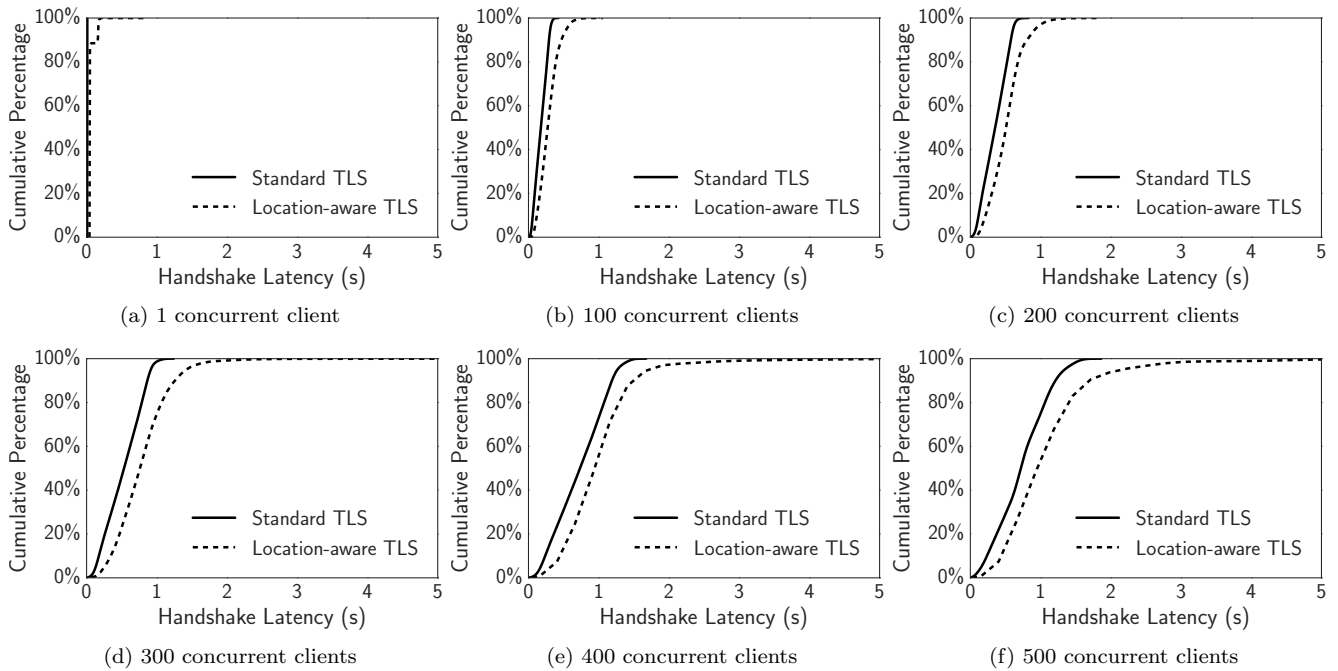 100%
80%
60%
40%
20%
0%
Cumulative Percentage
Standard TLS
Location-aware TLS
0 1 2 3 4 5
Handshake Latency (s)
(a) 1 concurrent client
100%
80%
60%
40%
20%
0%
Cumulative Percentage
Standard TLS
Location-aware TLS
0 1 2 3 4 5
Handshake Latency (s)
(b) 100 concurrent clients
100%
80%
60%
40%
20%
0%
Cumulative Percentage
Standard TLS
Location-aware TLS
0 1 2 3 4 5
Handshake Latency (s)
(c) 200 concurrent clients
100%
80%
60%
40%
20%
0%
Cumulative Percentage
Standard TLS
Location-aware TLS
0 1 2 3 4 5
Handshake Latency (s)
(d) 300 concurrent clients
100%
80%
60%
40%
20%
0%
Cumulative Percentage
Standard TLS
Location-aware TLS
0 1 2 3 4 5
Handshake Latency (s)
(e) 400 concurrent clients
100%
80%
60%
40%
20%
0%
Cumulative Percentage
Standard TLS
Location-aware TLS
0 1 2 3 4 5
Handshake Latency (s)
(f) 500 concurrent clients